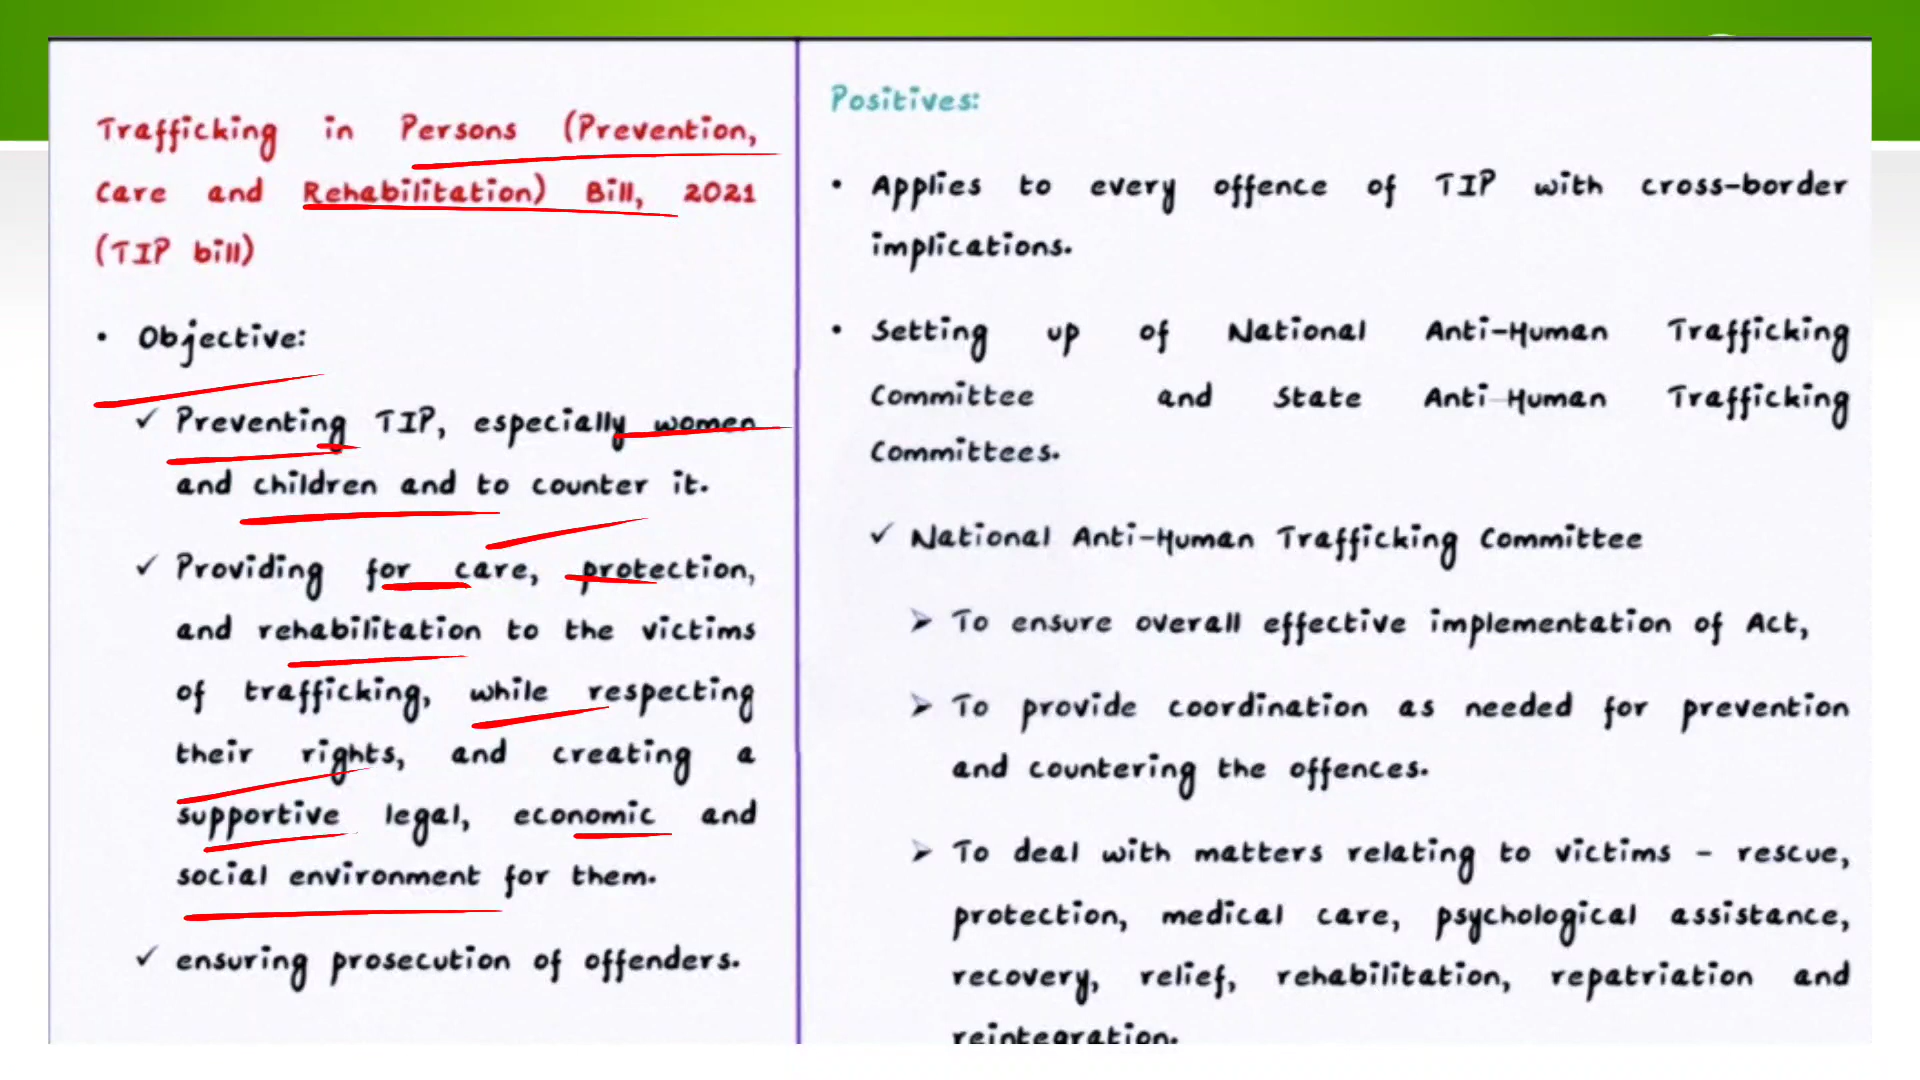 Trafficking in Persons (Prevention,
Care and Rehabilitation) Bill, 2021
(TIP bill)
• Objective:
✓ Preventing TIP, especially women
and children and to counter it.
✓ Providing for care, protection,
and rehabilitation to the victims
of trafficking, while respecting
their rights, and creating a
supportive legal, economic and
social environment for them.
✓ ensuring prosecution of offenders.
Positives:
• Applies to every offence of TIP with cross-border
implications.
• Setting up of National Anti-Human Trafficking
Committee and State Anti-Human Trafficking
Committees.
✓ National Anti-Human Trafficking Committee
➢ To ensure overall effective implementation of Act,
➢ To provide coordination as needed for prevention
and countering the offences.
➢ To deal with matters relating to victims - rescue,
protection, medical care, psychological assistance,
recovery, relief, rehabilitation, repatriation and
reintegration.